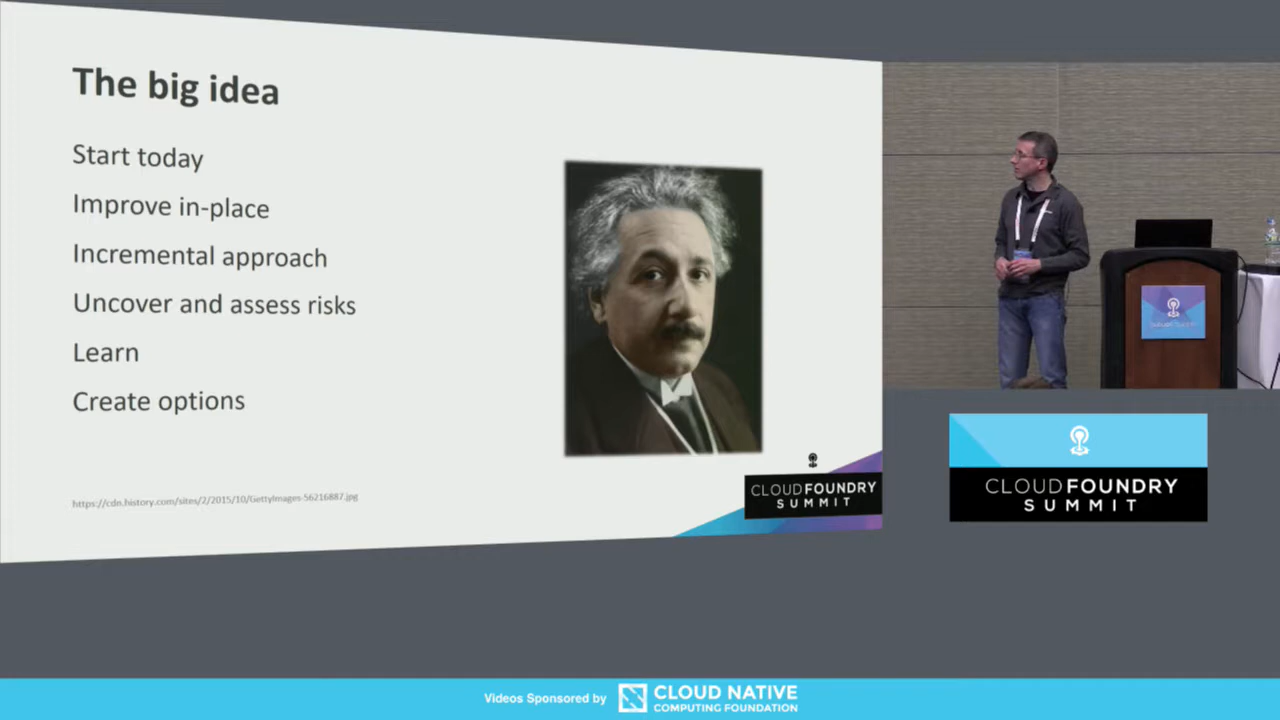 The big idea
Start today
Improve in-place
Incremental approach
Uncover and assess risks
Learn
Create options
https://cdn.history.com/sites/2/2015/10/GettyImages-56216887.jpg
CLOUDFOUNDRY
SUMMIT
CLOUDFOUNDRY
SUMMIT
Videos Sponsored by
CLOUD NATIVE
COMPUTING FOUNDATION